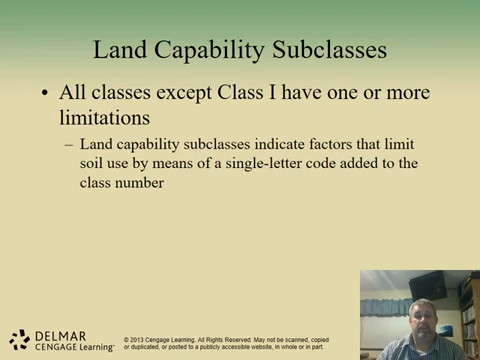 Land Capability Subclasses
• All classes except Class I have one or more
limitations
– Land capability subclasses indicate factors that limit
soil use by means of a single-letter code added to the
class number
DELMAR
CENGAGE Learning™
© 2013 Cengage Learning. All Rights Reserved. May not be scanned, copied
or duplicated, or posted to a publicly accessible website, in whole or in part.